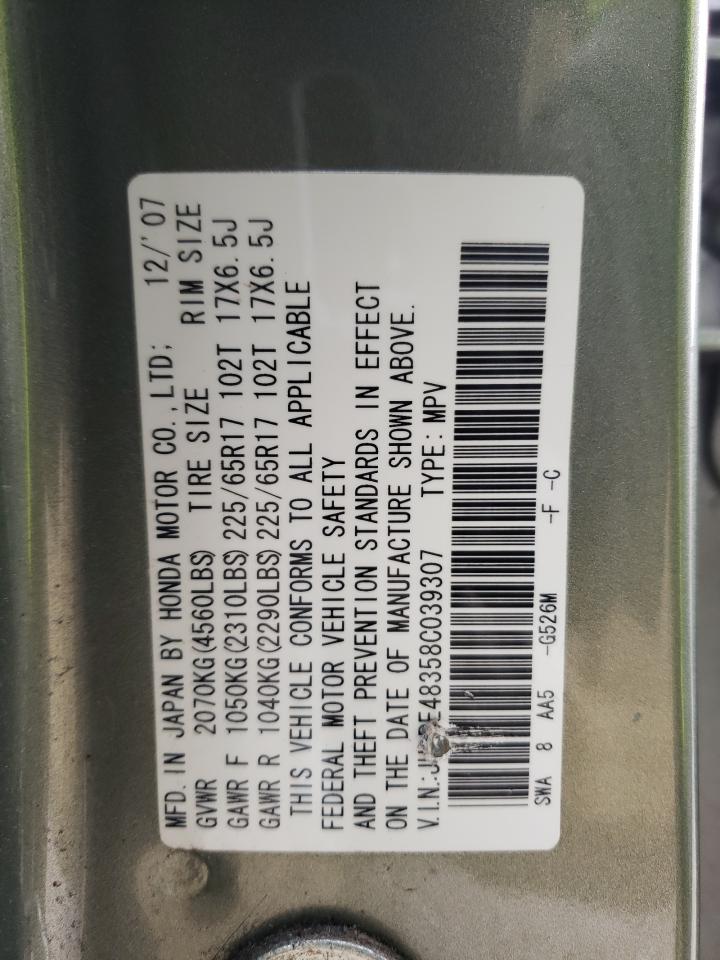 MFD. IN JAPAN BY HONDA MOTOR CO., LTD; 12/'07
GVWR 2070KG(4560LBS) TIRE SIZE RIM SIZE
GAWR F 1050KG(2310LBS) 225/65R17 102T 17X6.5J
GAWR R 1040KG(2290LBS) 225/65R17 102T 17X6.5J
THIS VEHICLE CONFORMS TO ALL APPLICABLE
FEDERAL MOTOR VEHICLE SAFETY
AND THEFT PREVENTION STANDARDS IN EFFECT
ON THE DATE OF MANUFACTURE SHOWN ABOVE.
V.I.N.: TYPE: MPV
SWA 8 AA5 -G526M -F -C